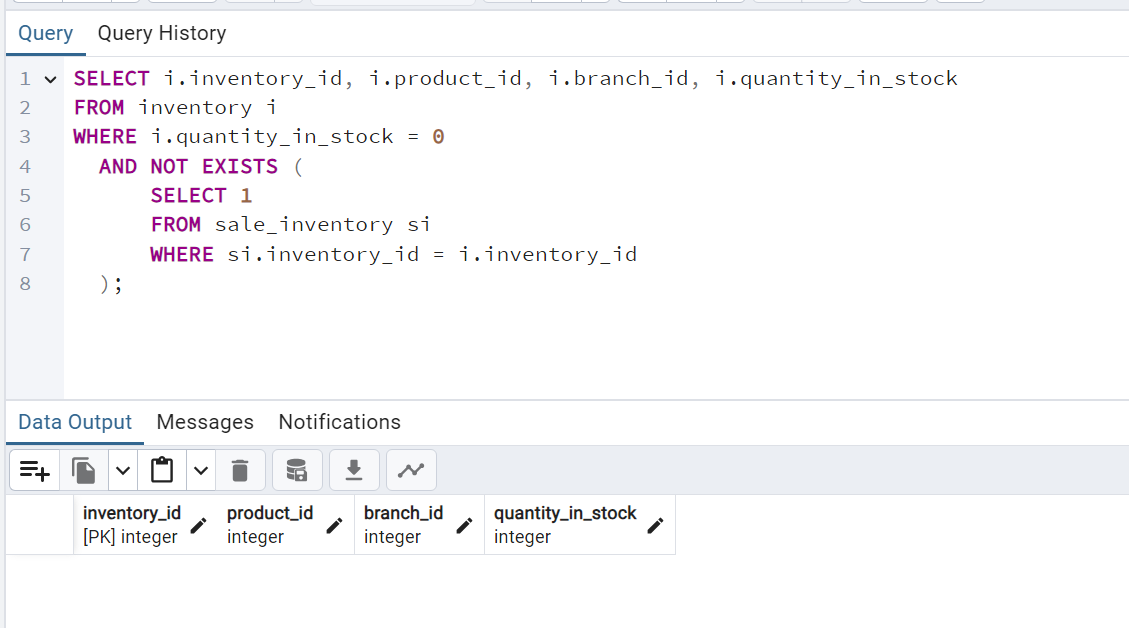 Query Query History
1 SELECT i.inventory_id, i.product_id, i.branch_id, i.quantity_in_stock
2 FROM inventory i
3 WHERE i.quantity_in_stock = 0
4 AND NOT EXISTS (
5 SELECT 1
6 FROM sale_inventory si
7 WHERE si.inventory_id = i.inventory_id
8 );
Data Output Messages Notifications
inventory_id product_id branch_id quantity_in_stock
[PK] integer integer integer integer